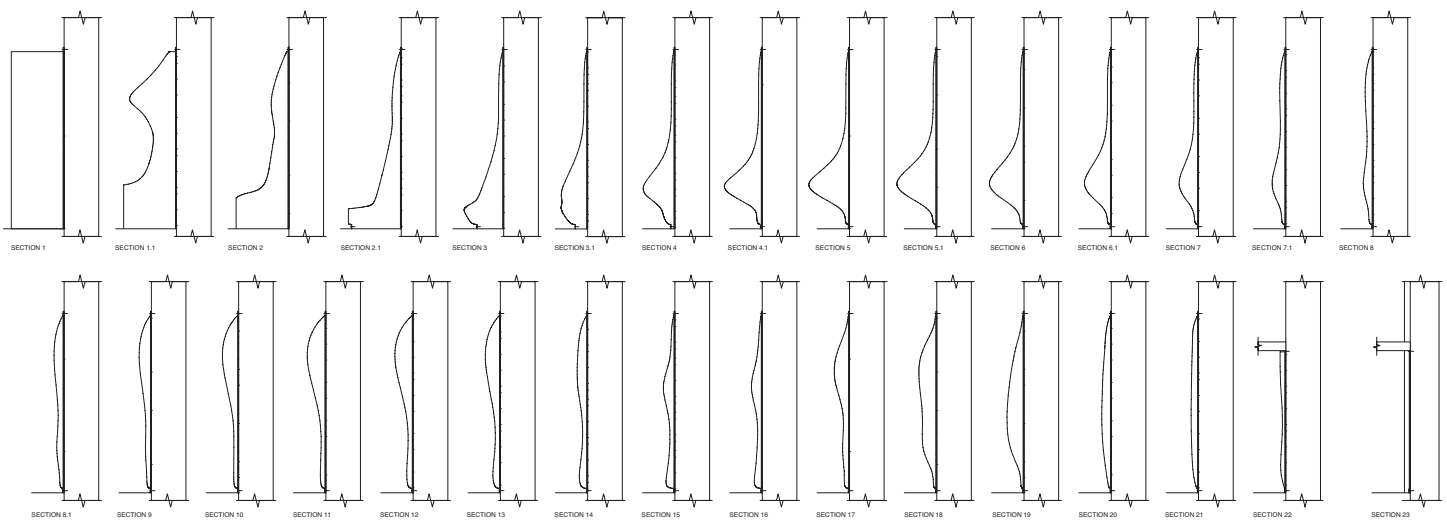 SECTION 1
SECTION 1.1
SECTION 2
SECTION 2.1
SECTION 3
SECTION 3.1
SECTION 4
SECTION 4.1
SECTION 5
SECTION 5.1
SECTION 6
SECTION 6.1
SECTION 7
SECTION 7.1
SECTION 8
SECTION 8.1
SECTION 9
SECTION 10
SECTION 11
SECTION 12
SECTION 13
SECTION 14
SECTION 15
SECTION 16
SECTION 17
SECTION 18
SECTION 19
SECTION 20
SECTION 21
SECTION 22
SECTION 23